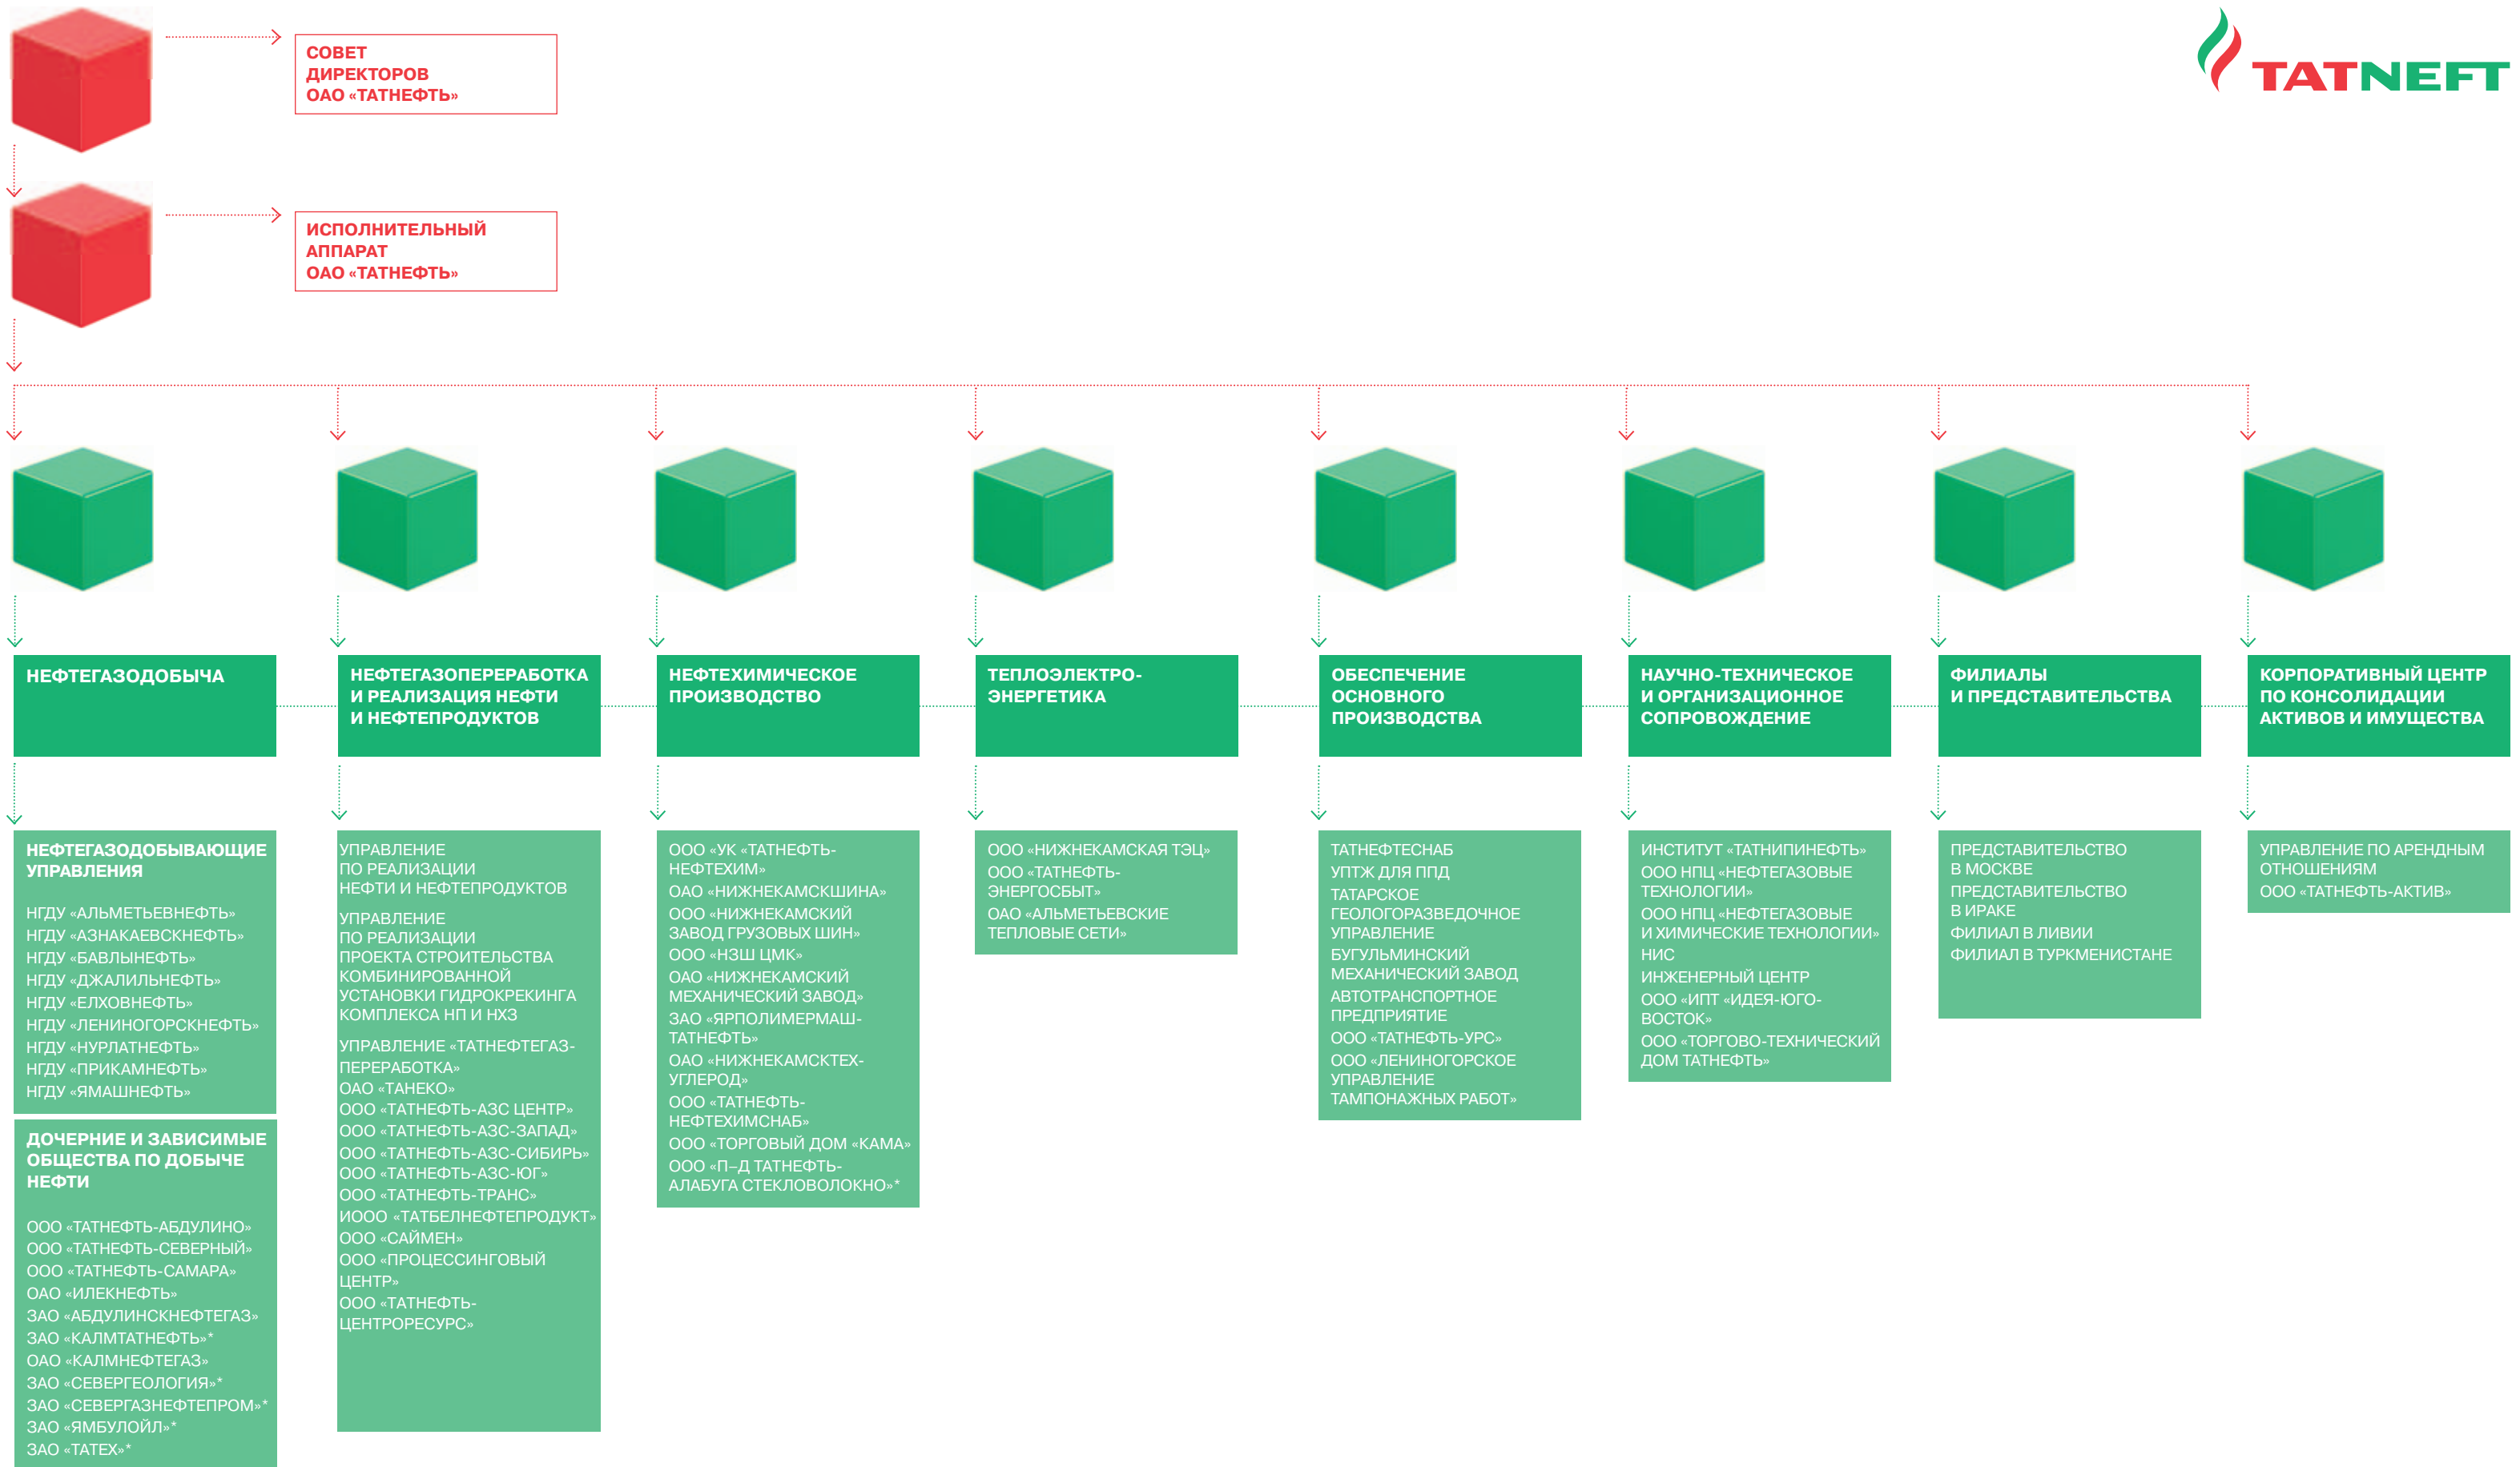 СОВЕТ
ДИРЕКТОРОВ
ОАО «ТАТНЕФТЬ»
TATNEFT
ИСПОЛНИТЕЛЬНЫЙ
АППАРАТ
ОАО «ТАТНЕФТЬ»
НЕФТЕГАЗОДОБЫЧА
НЕФТЕГАЗОПЕРЕРАБОТКА
И РЕАЛИЗАЦИЯ НЕФТИ
И НЕФТЕПРОДУКТОВ
НЕФТЕХИМИЧЕСКОЕ
ПРОИЗВОДСТВО
ТЕПЛОЭЛЕКТРО-
ЭНЕРГЕТИКА
ОБЕСПЕЧЕНИЕ
ОСНОВНОГО
ПРОИЗВОДСТВА
НАУЧНО-ТЕХНИЧЕСКОЕ
И ОРГАНИЗАЦИОННОЕ
СОПРОВОЖДЕНИЕ
ФИЛИАЛЫ
И ПРЕДСТАВИТЕЛЬСТВА
КОРПОРАТИВНЫЙ ЦЕНТР
ПО КОНСОЛИДАЦИИ
АКТИВОВ И ИМУЩЕСТВА
НЕФТЕГАЗОДОБЫВАЮЩИЕ
УПРАВЛЕНИЯ
НГДУ «АЛЬМЕТЬЕВНЕФТЬ»
НГДУ «АЗНАКАЕВСКНЕФТЬ»
НГДУ «БАВЛЫНЕФТЬ»
НГДУ «ДЖАЛИЛЬНЕФТЬ»
НГДУ «ЕЛХОВНЕФТЬ»
НГДУ «ЛЕНИНОГОРСКНЕФТЬ»
НГДУ «НУРЛАТНЕФТЬ»
НГДУ «ПРИКАМНЕФТЬ»
НГДУ «ЯМАШНЕФТЬ»
ДОЧЕРНИЕ И ЗАВИСИМЫЕ
ОБЩЕСТВА ПО ДОБЫЧЕ
НЕФТИ
ООО «ТАТНЕФТЬ-АБДУЛИНО»
ООО «ТАТНЕФТЬ-СЕВЕРНЫЙ»
ООО «ТАТНЕФТЬ-САМАРА»
ОАО «ИЛЕКНЕФТЬ»
ЗАО «АБДУЛИНСКНЕФТЕГАЗ»
ЗАО «КАЛМТАТНЕФТЬ»*
ОАО «КАЛМНЕФТЕГАЗ»
ЗАО «СЕВЕРГЕОЛОГИЯ»*
ЗАО «СЕВЕРГАЗНЕФТЕПРОМ»*
ЗАО «ЯМБУЛОЙЛ»*
ЗАО «ТАТЕХ»*
УПРАВЛЕНИЕ
ПО РЕАЛИЗАЦИИ
НЕФТИ И НЕФТЕПРОДУКТОВ
УПРАВЛЕНИЕ
ПО РЕАЛИЗАЦИИ
ПРОЕКТА СТРОИТЕЛЬСТВА
КОМБИНИРОВАННОЙ
УСТАНОВКИ ГИДРОКРЕКИНГА
КОМПЛЕКСА НП И НХЗ
УПРАВЛЕНИЕ «ТАТНЕФТЕГАЗ-
ПЕРЕРАБОТКА»
ОАО «ТАНЕКО»
ООО «ТАТНЕФТЬ-АЗС ЦЕНТР»
ООО «ТАТНЕФТЬ-АЗС-ЗАПАД»
ООО «ТАТНЕФТЬ-АЗС-СИБИРЬ»
ООО «ТАТНЕФТЬ-АЗС-ЮГ»
ООО «ТАТНЕФТЬ-ТРАНС»
ИООО «ТАТБЕЛНЕФТЕПРОДУКТ»
ООО «САЙМЕН»
ООО «ПРОЦЕССИНГОВЫЙ
ЦЕНТР»
ООО «ТАТНЕФТЬ-
ЦЕНТРОРЕСУРС»
ООО «УК «ТАТНЕФТЬ-
НЕФТЕХИМ»
ОАО «НИЖНЕКАМСКШИНА»
ООО «НИЖНЕКАМСКИЙ
ЗАВОД ГРУЗОВЫХ ШИН»
ООО «НЗШ ЦМК»
ОАО «НИЖНЕКАМСКИЙ
МЕХАНИЧЕСКИЙ ЗАВОД»
ЗАО «ЯРПОЛИМЕРМАШ-
ТАТНЕФТЬ»
ОАО «НИЖНЕКАМСКТЕХ-
УГЛЕРОД»
ООО «ТАТНЕФТЬ-
НЕФТЕХИМСНАБ»
ООО «ТОРГОВЫЙ ДОМ «КАМА»
ООО «П–Д ТАТНЕФТЬ-
АЛАБУГА СТЕКЛОВОЛОКНО»*
ООО «НИЖНЕКАМСКАЯ ТЭЦ»
ООО «ТАТНЕФТЬ-
ЭНЕРГОСБЫТ»
ОАО «АЛЬМЕТЬЕВСКИЕ
ТЕПЛОВЫЕ СЕТИ»
ТАТНЕФТЕСНАБ
УПТЖ ДЛЯ ППД
ТАТАРСКОЕ
ГЕОЛОГОРАЗВЕДОЧНОЕ
УПРАВЛЕНИЕ
БУГУЛЬМИНСКИЙ
МЕХАНИЧЕСКИЙ ЗАВОД
АВТОТРАНСПОРТНОЕ
ПРЕДПРИЯТИЕ
ООО «ТАТНЕФТЬ-УРС»
ООО «ЛЕНИНОГОРСКОЕ
УПРАВЛЕНИЕ
ТАМПОНАЖНЫХ РАБОТ»
ИНСТИТУТ «ТАТНИПИНЕФТЬ»
ООО НПЦ «НЕФТЕГАЗОВЫЕ
ТЕХНОЛОГИИ»
ООО НПЦ «НЕФТЕГАЗОВЫЕ
И ХИМИЧЕСКИЕ ТЕХНОЛОГИИ»
НИС
ИНЖЕНЕРНЫЙ ЦЕНТР
ООО «ИПТ «ИДЕЯ-ЮГО-
ВОСТОК»
ООО «ТОРГОВО-ТЕХНИЧЕСКИЙ
ДОМ ТАТНЕФТЬ»
ПРЕДСТАВИТЕЛЬСТВО
В МОСКВЕ
ПРЕДСТАВИТЕЛЬСТВО
В ИРАКЕ
ФИЛИАЛ В ЛИВИИ
ФИЛИАЛ В ТУРКМЕНИСТАНЕ
УПРАВЛЕНИЕ ПО АРЕНДНЫМ
ОТНОШЕНИЯМ
ООО «ТАТНЕФТЬ-АКТИВ»